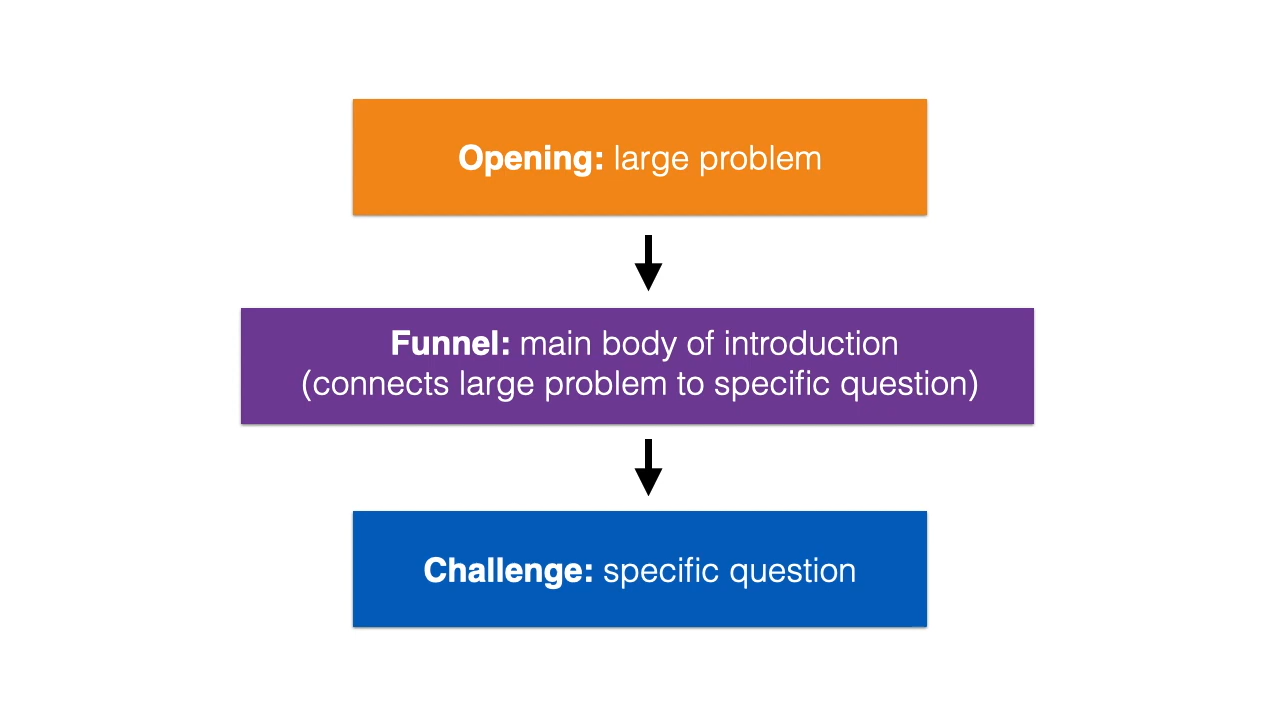 Opening: large problem
Funnel: main body of introduction
(connects large problem to specific question)
Challenge: specific question